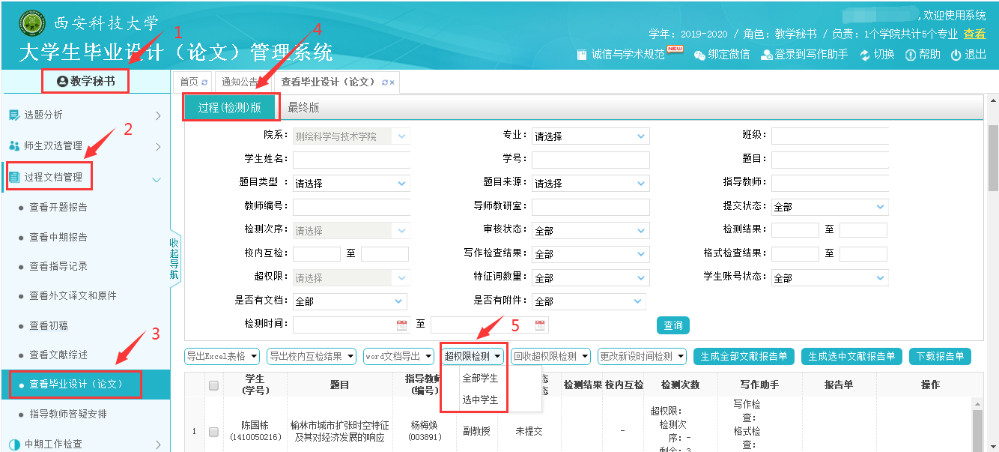 西安科技大学
,欢迎使用系统
大学生毕业设计（论文）管理系统
学年: 2019-2020 / 角色: 教学秘书 / 负责: 1个学院共计5个专业 查看
诚信与学术规范 NEW 绑定微信 登录到写作助手 切换 帮助 退出
1
4
教学秘书
首页 通知公告 查看毕业设计（论文）
过程(检测)版 最终版
选题分析
2
师生双选管理
过程文档管理
查看开题报告
查看中期报告
查看指导记录
查看外文译文和原件
查看初稿
查看文献综述
3
查看毕业设计（论文）
指导教师答疑安排
中期工作检查
收起导航
院系: 测绘科学与技术学院 专业: 请选择 班级:
学生姓名: 学号: 题目:
题目类型 : 请选择 题目来源: 请选择 指导教师:
教师编号: 导师教研室: 提交状态: 全部
检测次序: 请选择 审核状态: 全部 检测结果: 至
校内互检: 至 写作检查结果: 全部 格式检查结果: 至
超权限: 请选择 特征词数量: 全部 学生账号状态: 全部
是否有文档: 全部 是否有附件: 全部
检测时间: 至 查询
5
导出Excel表格 导出校内互检结果 word文档导出 超权限检测 回收超权限检测 更改新设时间检测 生成全部文献报告单 生成选中文献报告单 下载报告单
全部学生
选中学生
学生
(学号) 题目 指导教师
(编号) 态
态 检测结果 校内互检 检测次数 写作助手 报告单 操作
1 陈国栋
(1410050216) 榆林市城市扩张时空特征
及其对经济发展的响应 杨梅焕
(003891) 副教授 未提交 -
超权限:
检测次
序: -
剩余: 3
写作检
查:
格式检
查: